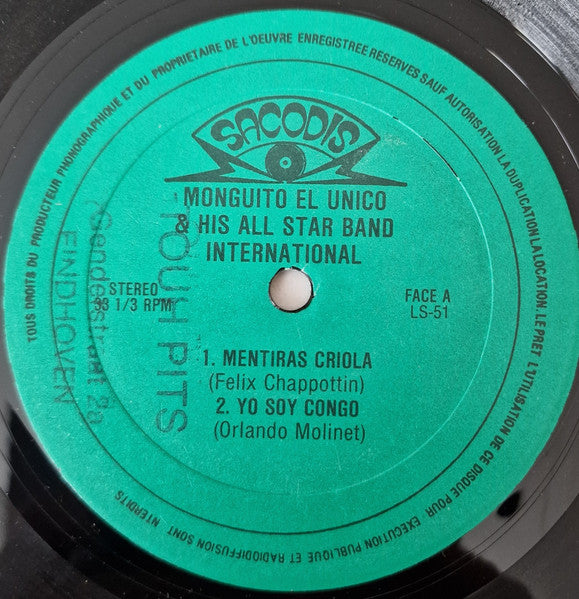 TOUS DROITS DU PRODUCTEUR PHONOGRAPHIQUE ET DU PROPRIETAIRE DE L'OEUVRE ENREGISTREE RESERVES SAUF AUTORISATION LA DUPLICATION, LA LOCATION, LE PRET L'UTILISATION DE CE DISQUE POUR EXECUTION PUBLIQUE ET RADIODIFFUSION SONT NTERDITS
SACODIS
MONGUITO EL UNICO
& HIS ALL STAR BAND
INTERNATIONAL
STEREO
33 1/3 RPM
FACE A
LS-51
1. MENTIRAS CRIOLA
(Felix Chappottin)
2. YO SOY CONGO
(Orlando Molinet)
PITS
2a
EINDHOVEN